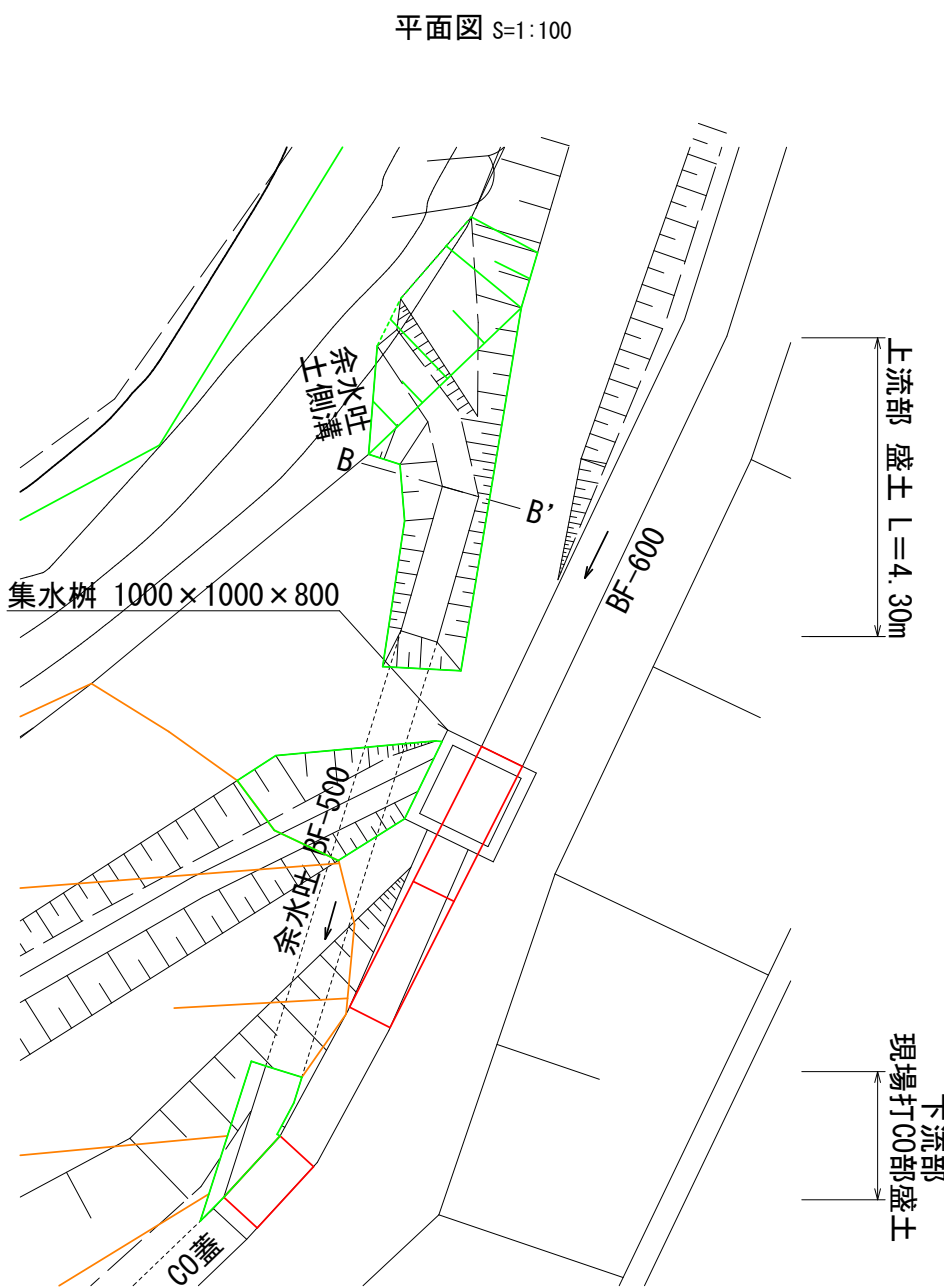 平面図 S=1:100
余水吐
土側溝
B
B’
上流部 盛土 L=4.30m
BF-600
集水桝 1000×1000×800
余水吐 BF-500
下流部
現場打CO部盛土
CO蓋